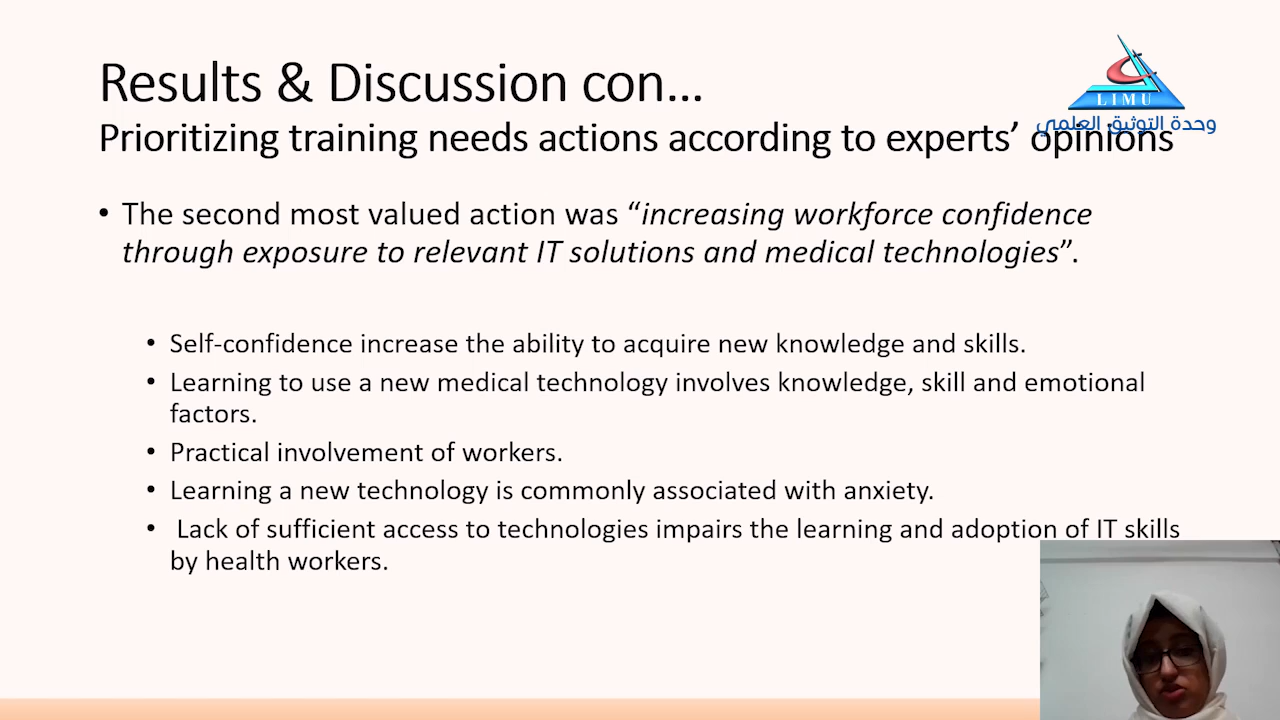 Results & Discussion con...
LIMU
وحدة التوثيق العلمي
Prioritizing training needs actions according to experts’ opinions
• The second most valued action was “increasing workforce confidence
through exposure to relevant IT solutions and medical technologies”.
• Self-confidence increase the ability to acquire new knowledge and skills.
• Learning to use a new medical technology involves knowledge, skill and emotional
factors.
• Practical involvement of workers.
• Learning a new technology is commonly associated with anxiety.
• Lack of sufficient access to technologies impairs the learning and adoption of IT skills
by health workers.